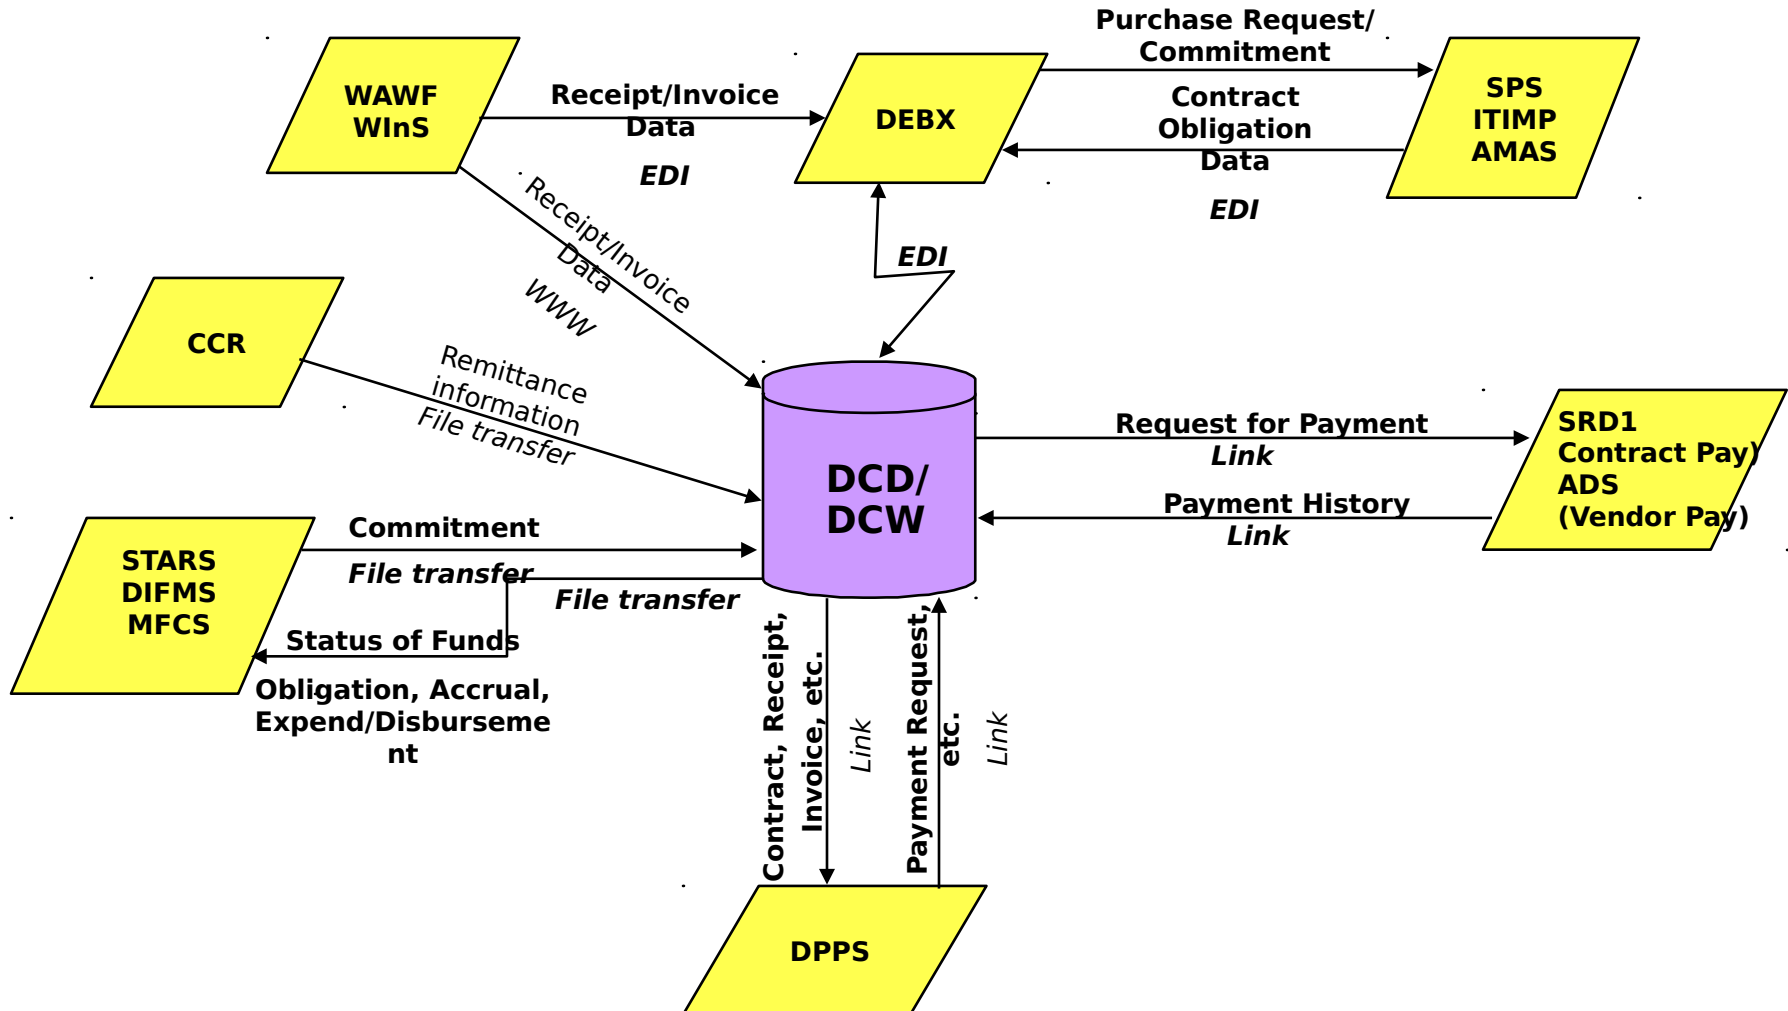 Purchase Request/
Commitment
WAWF
WInS
Receipt/Invoice
Data
EDI
DEBX
Contract
Obligation
Data
EDI
SPS
ITIMP
AMAS
Receipt/Invoice
Data
WWW
EDI
CCR
Remittance
information
File transfer
DCD/
DCW
Request for Payment
Link
Payment History
Link
SRD1
Contract Pay)
ADS
(Vendor Pay)
STARS
DIFMS
MFCS
Commitment
File transfer
File transfer
Status of Funds
Obligation, Accrual,
Expend/Disburseme
nt
Contract, Receipt,
Invoice, etc.
Link
Payment Request,
etc.
Link
DPPS